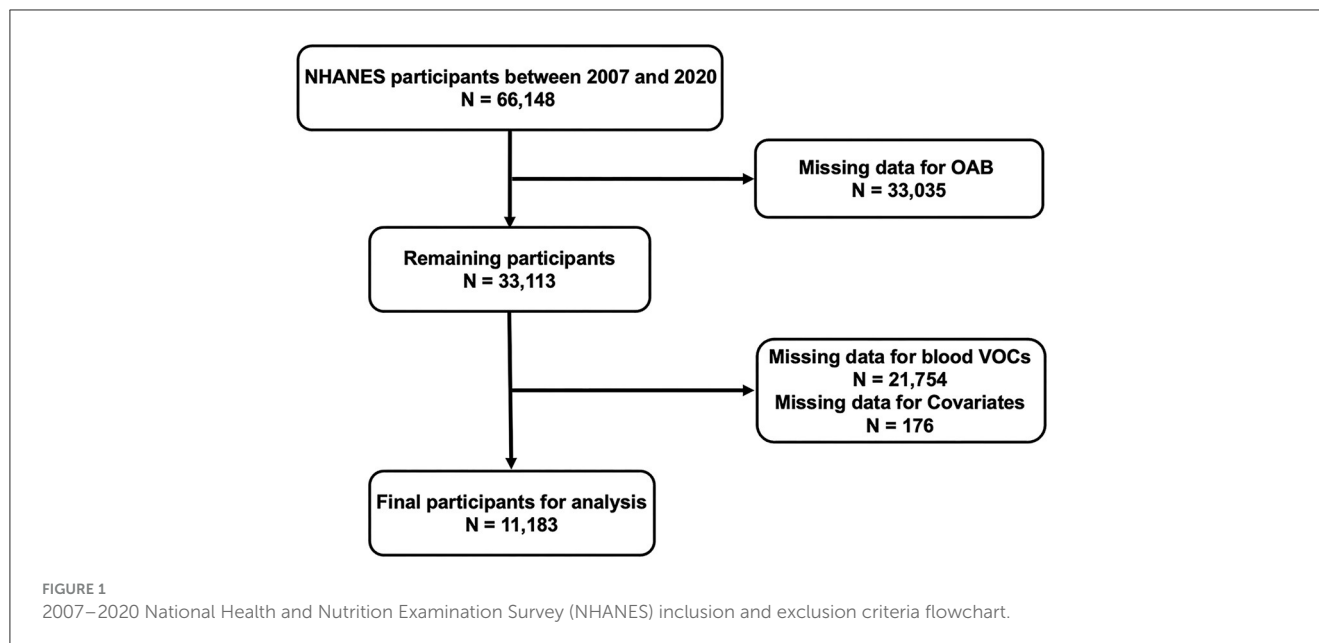 NHANES participants between 2007 and 2020
N = 66,148
Missing data for OAB
N = 33,035
Remaining participants
N = 33,113
Missing data for blood VOCs
N = 21,754
Missing data for Covariates
N = 176
Final participants for analysis
N = 11,183
FIGURE 1
2007–2020 National Health and Nutrition Examination Survey (NHANES) inclusion and exclusion criteria flowchart.